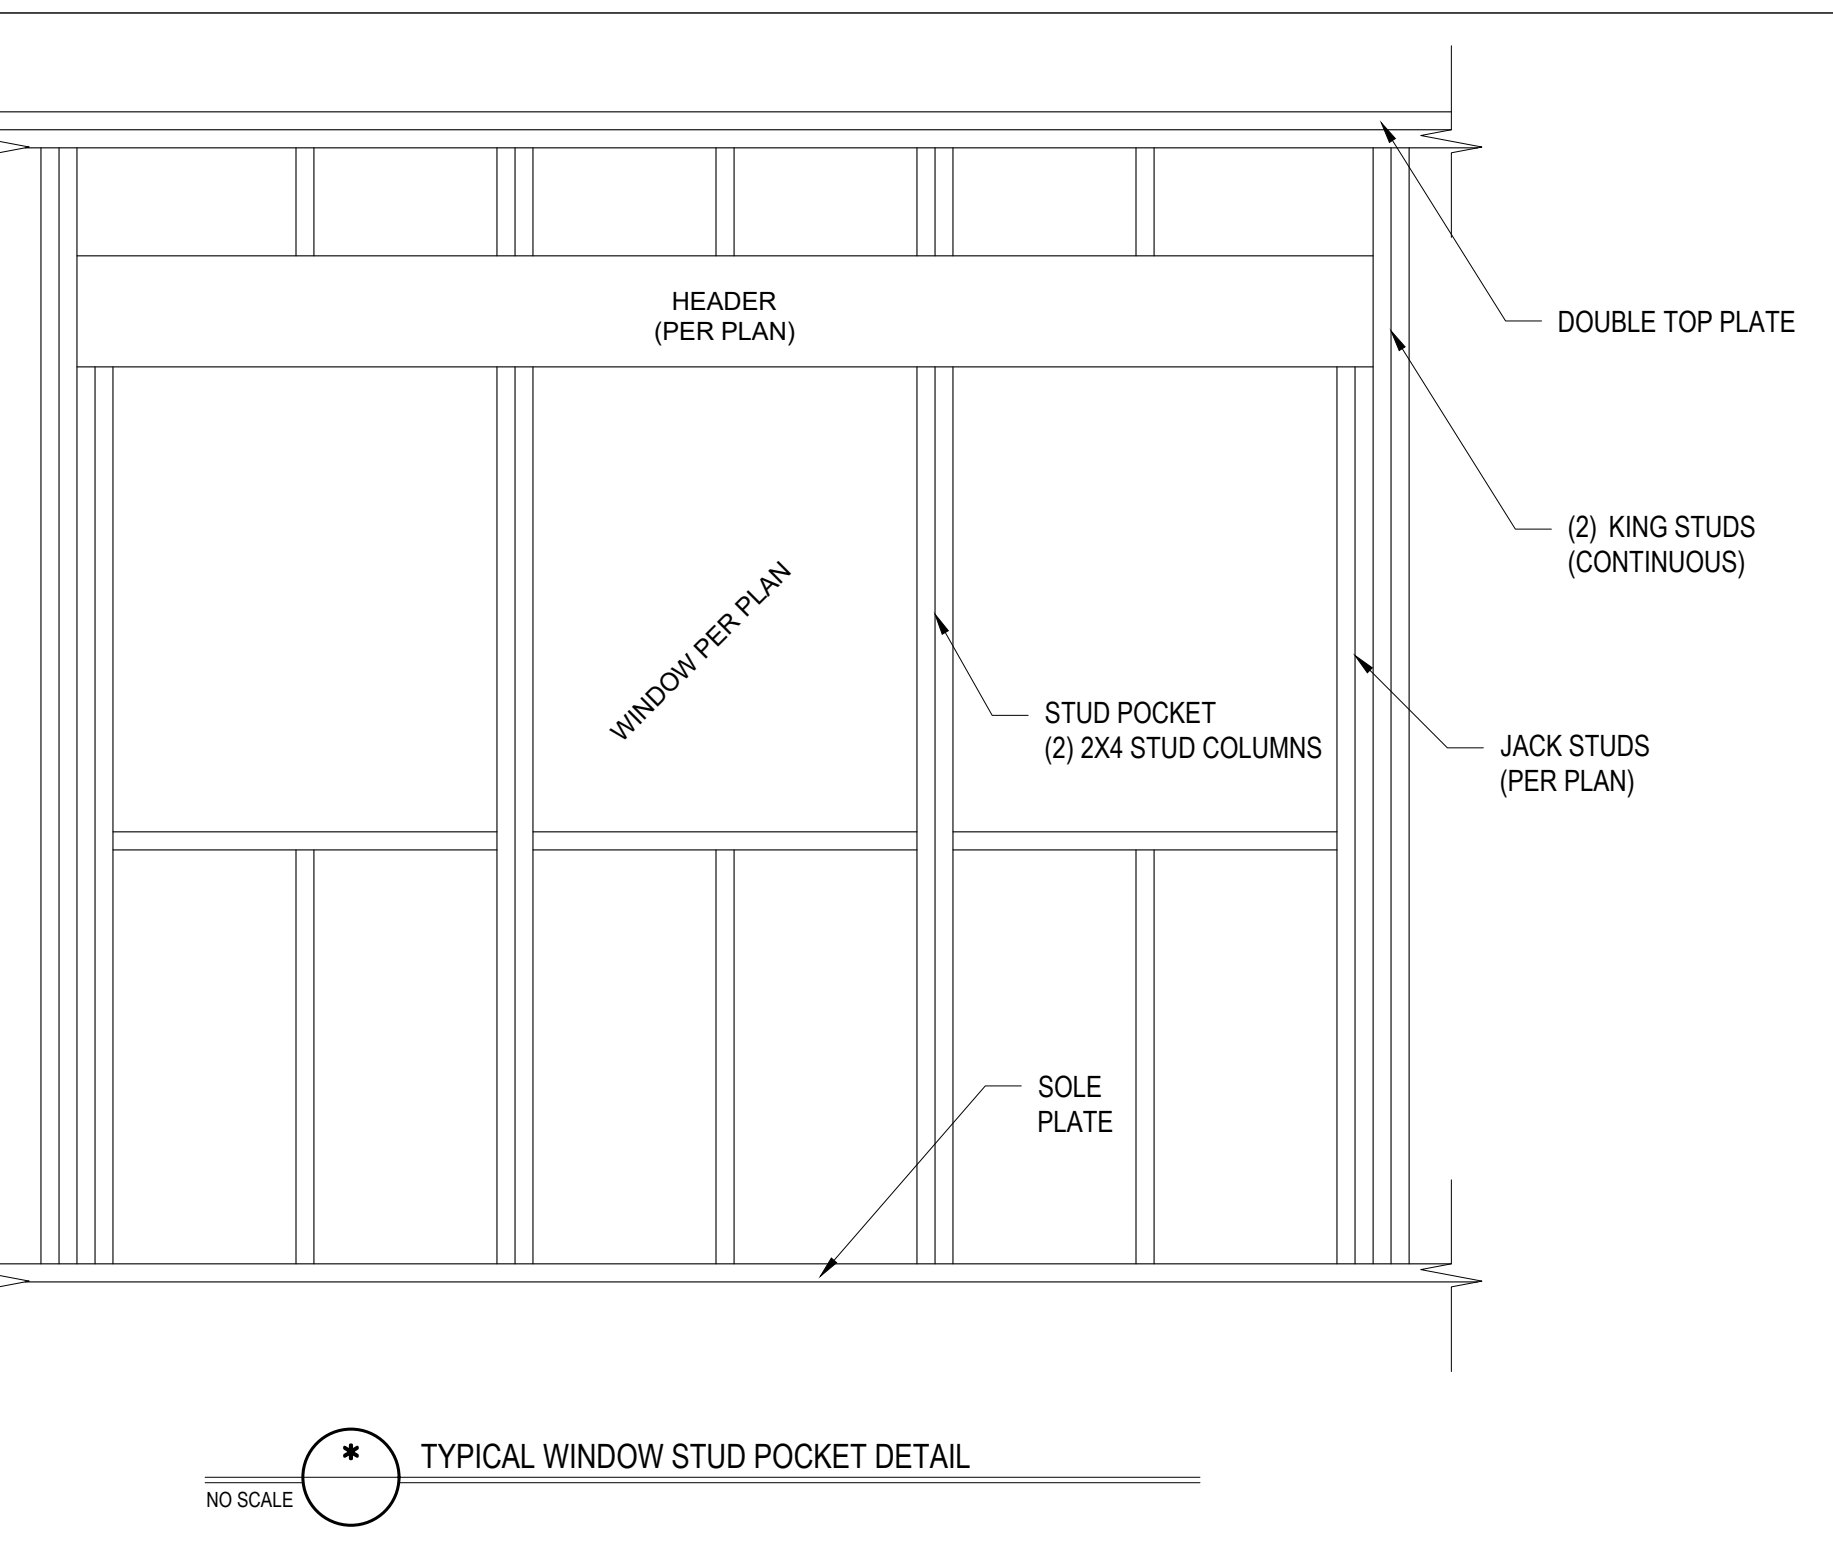 HEADER
(PER PLAN)
DOUBLE TOP PLATE
(2) KING STUDS
(CONTINUOUS)
WINDOW PER PLAN
STUD POCKET
(2) 2X4 STUD COLUMNS
JACK STUDS
(PER PLAN)
SOLE
PLATE
*
TYPICAL WINDOW STUD POCKET DETAIL
NO SCALE